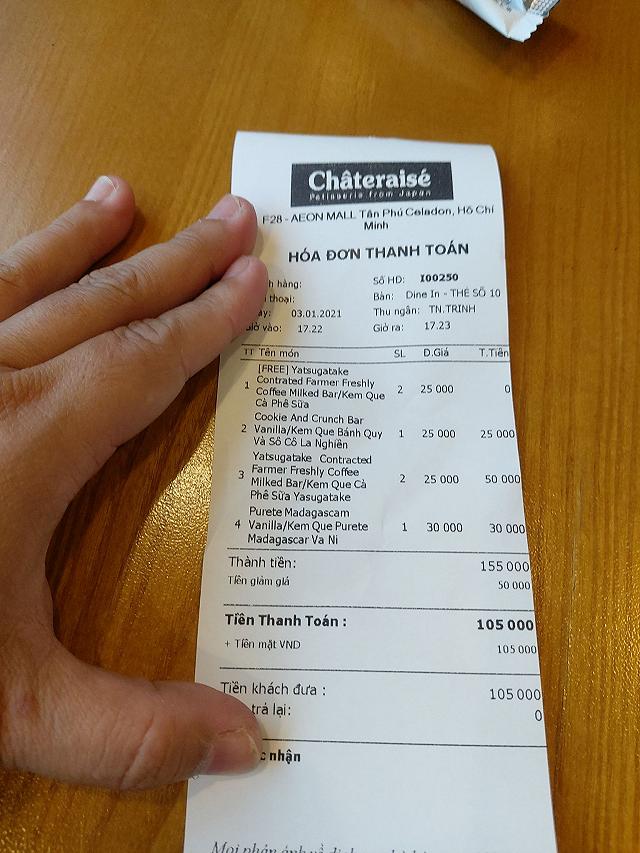 Châteraisé
Patisserie from Japan
F28 - AEON MALL Tân Phú Celadon, Hồ Chí
Minh
HÓA ĐƠN THANH TOÁN
h hàng: Số HD: I00250
thoại: Bàn: Dine In - THẺ SỐ 10
ày: 03.01.2021 Thu ngân: TN.TRINH
iờ vào: 17.22 Giờ ra: 17.23
TT Tên món SL D.Giá T.Tiền
[FREE] Yatsugatake
1 Contrated Farmer Freshly 2 25 000 0
Coffee Milked Bar/Kem Que
Cà Phê Sữa
Cookie And Crunch Bar
2 Vanilla/Kem Que Bánh Quy 1 25 000 25 000
Và Sô Cô La Nghiền
Yatsugatake Contracted
3 Farmer Freshly Coffee 2 25 000 50 000
Milked Bar/Kem Que Cà
Phê Sữa Yasugatake
Purete Madagascam
4 Vanilla/Kem Que Purete 1 30 000 30 000
Madagascar Va Ni
Thành tiền: 155 000
Tiền giảm giá 50 000
Tiền Thanh Toán : 105 000
+ Tiền mặt VND 105 000
Tiền khách đưa : 105 000
trả lại: 0
c nhận